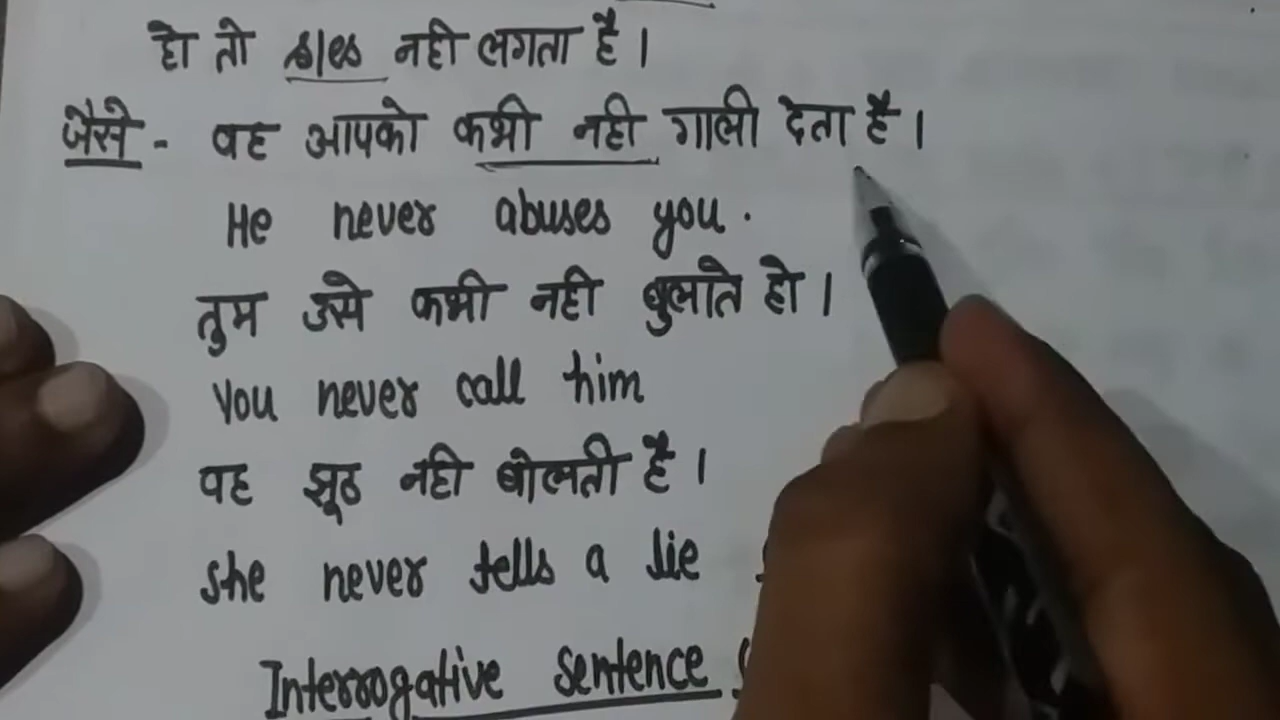 हो तो s/es नही लगता है।
जैसे - वह आपको कभी नही गाली देता है।
He never abuses you.
तुम उसे कभी नही बुलाते हो।
You never call him
वह झूठ नही बोलती है।
She never tells a lie
Interrogative sentence